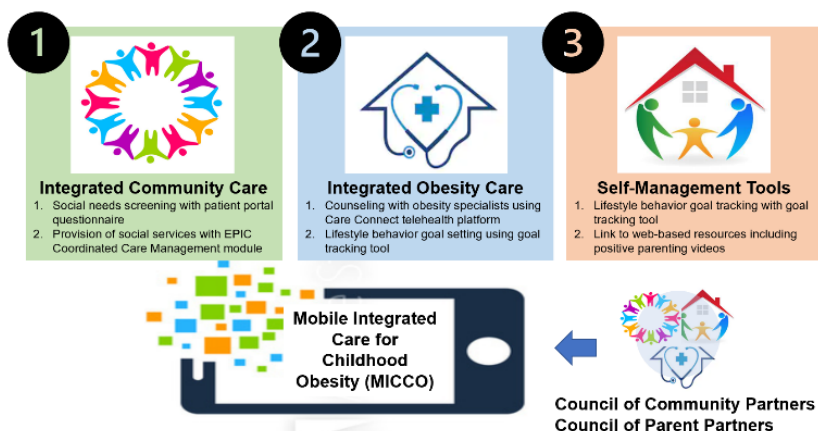 1
Integrated Community Care
1. Social needs screening with patient portal
questionnaire
2. Provision of social services with EPIC
Coordinated Care Management module
2
Integrated Obesity Care
1. Counseling with obesity specialists using
Care Connect telehealth platform
2. Lifestyle behavior goal setting using goal
tracking tool
3
Self-Management Tools
1. Lifestyle behavior goal tracking with goal
tracking tool
2. Link to web-based resources including
positive parenting videos
Mobile Integrated
Care for
Childhood
Obesity (MICCO)
Council of Community Partners
Council of Parent Partners